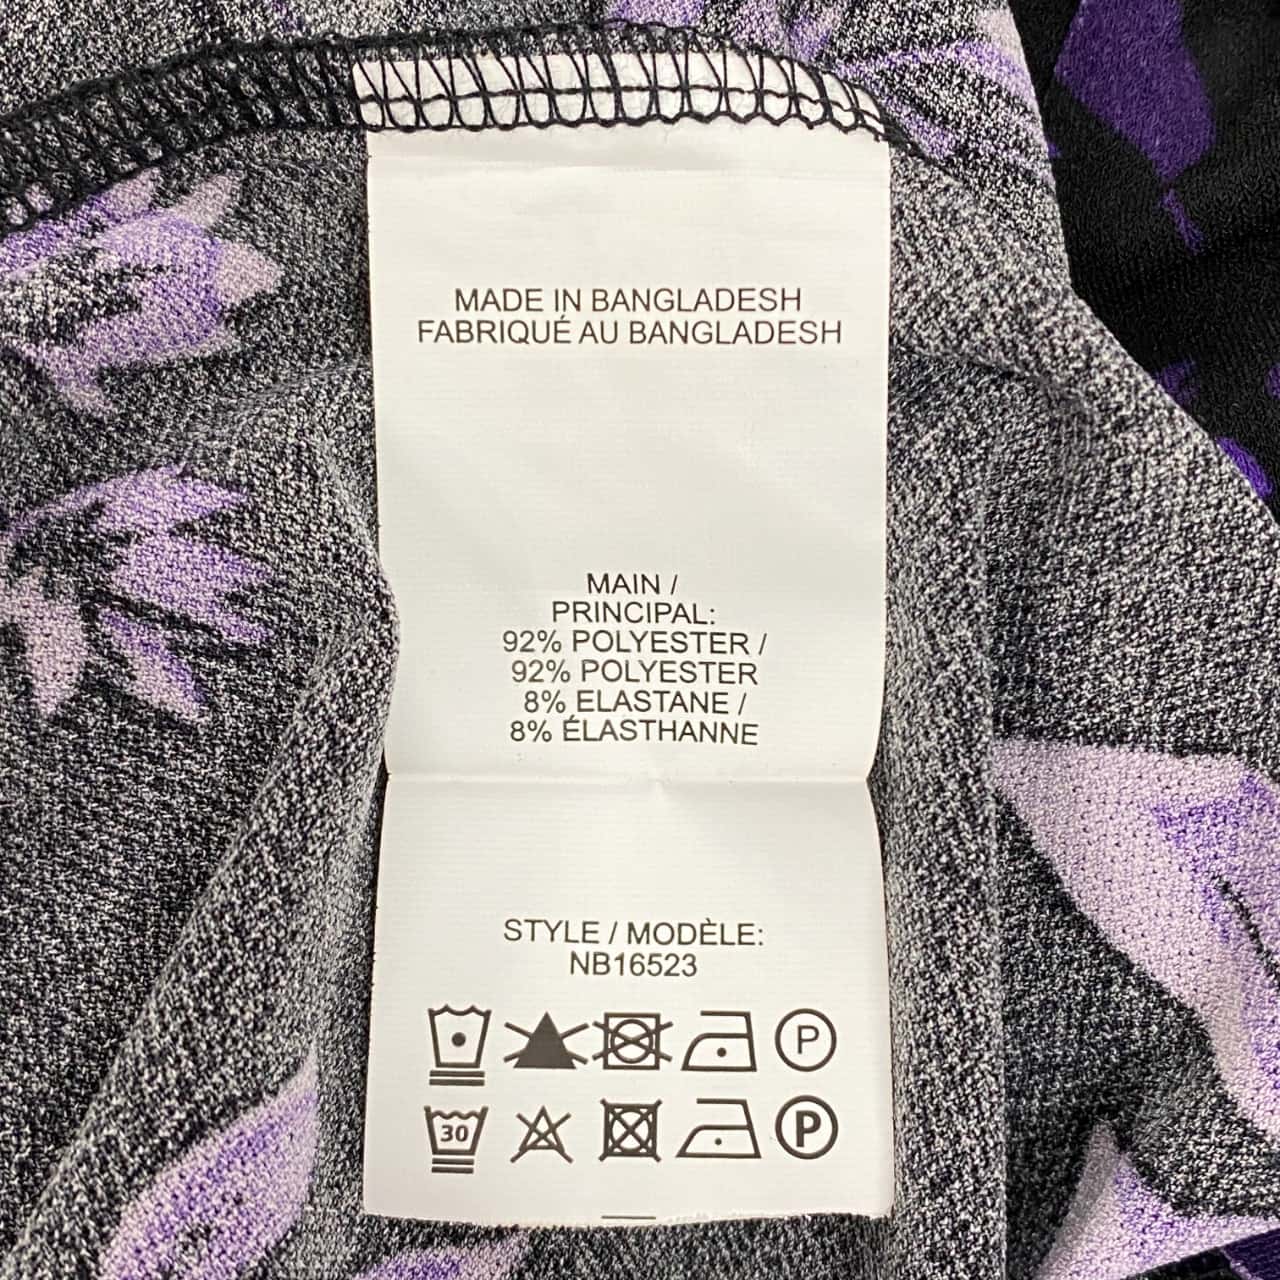 MADE IN BANGLADESH
FABRIQUÉ AU BANGLADESH
MAIN /
PRINCIPAL:
92% POLYESTER /
92% POLYESTER
8% ELASTANE /
8% ÉLASTHANNE
STYLE / MODÈLE:
NB16523
P
30 P